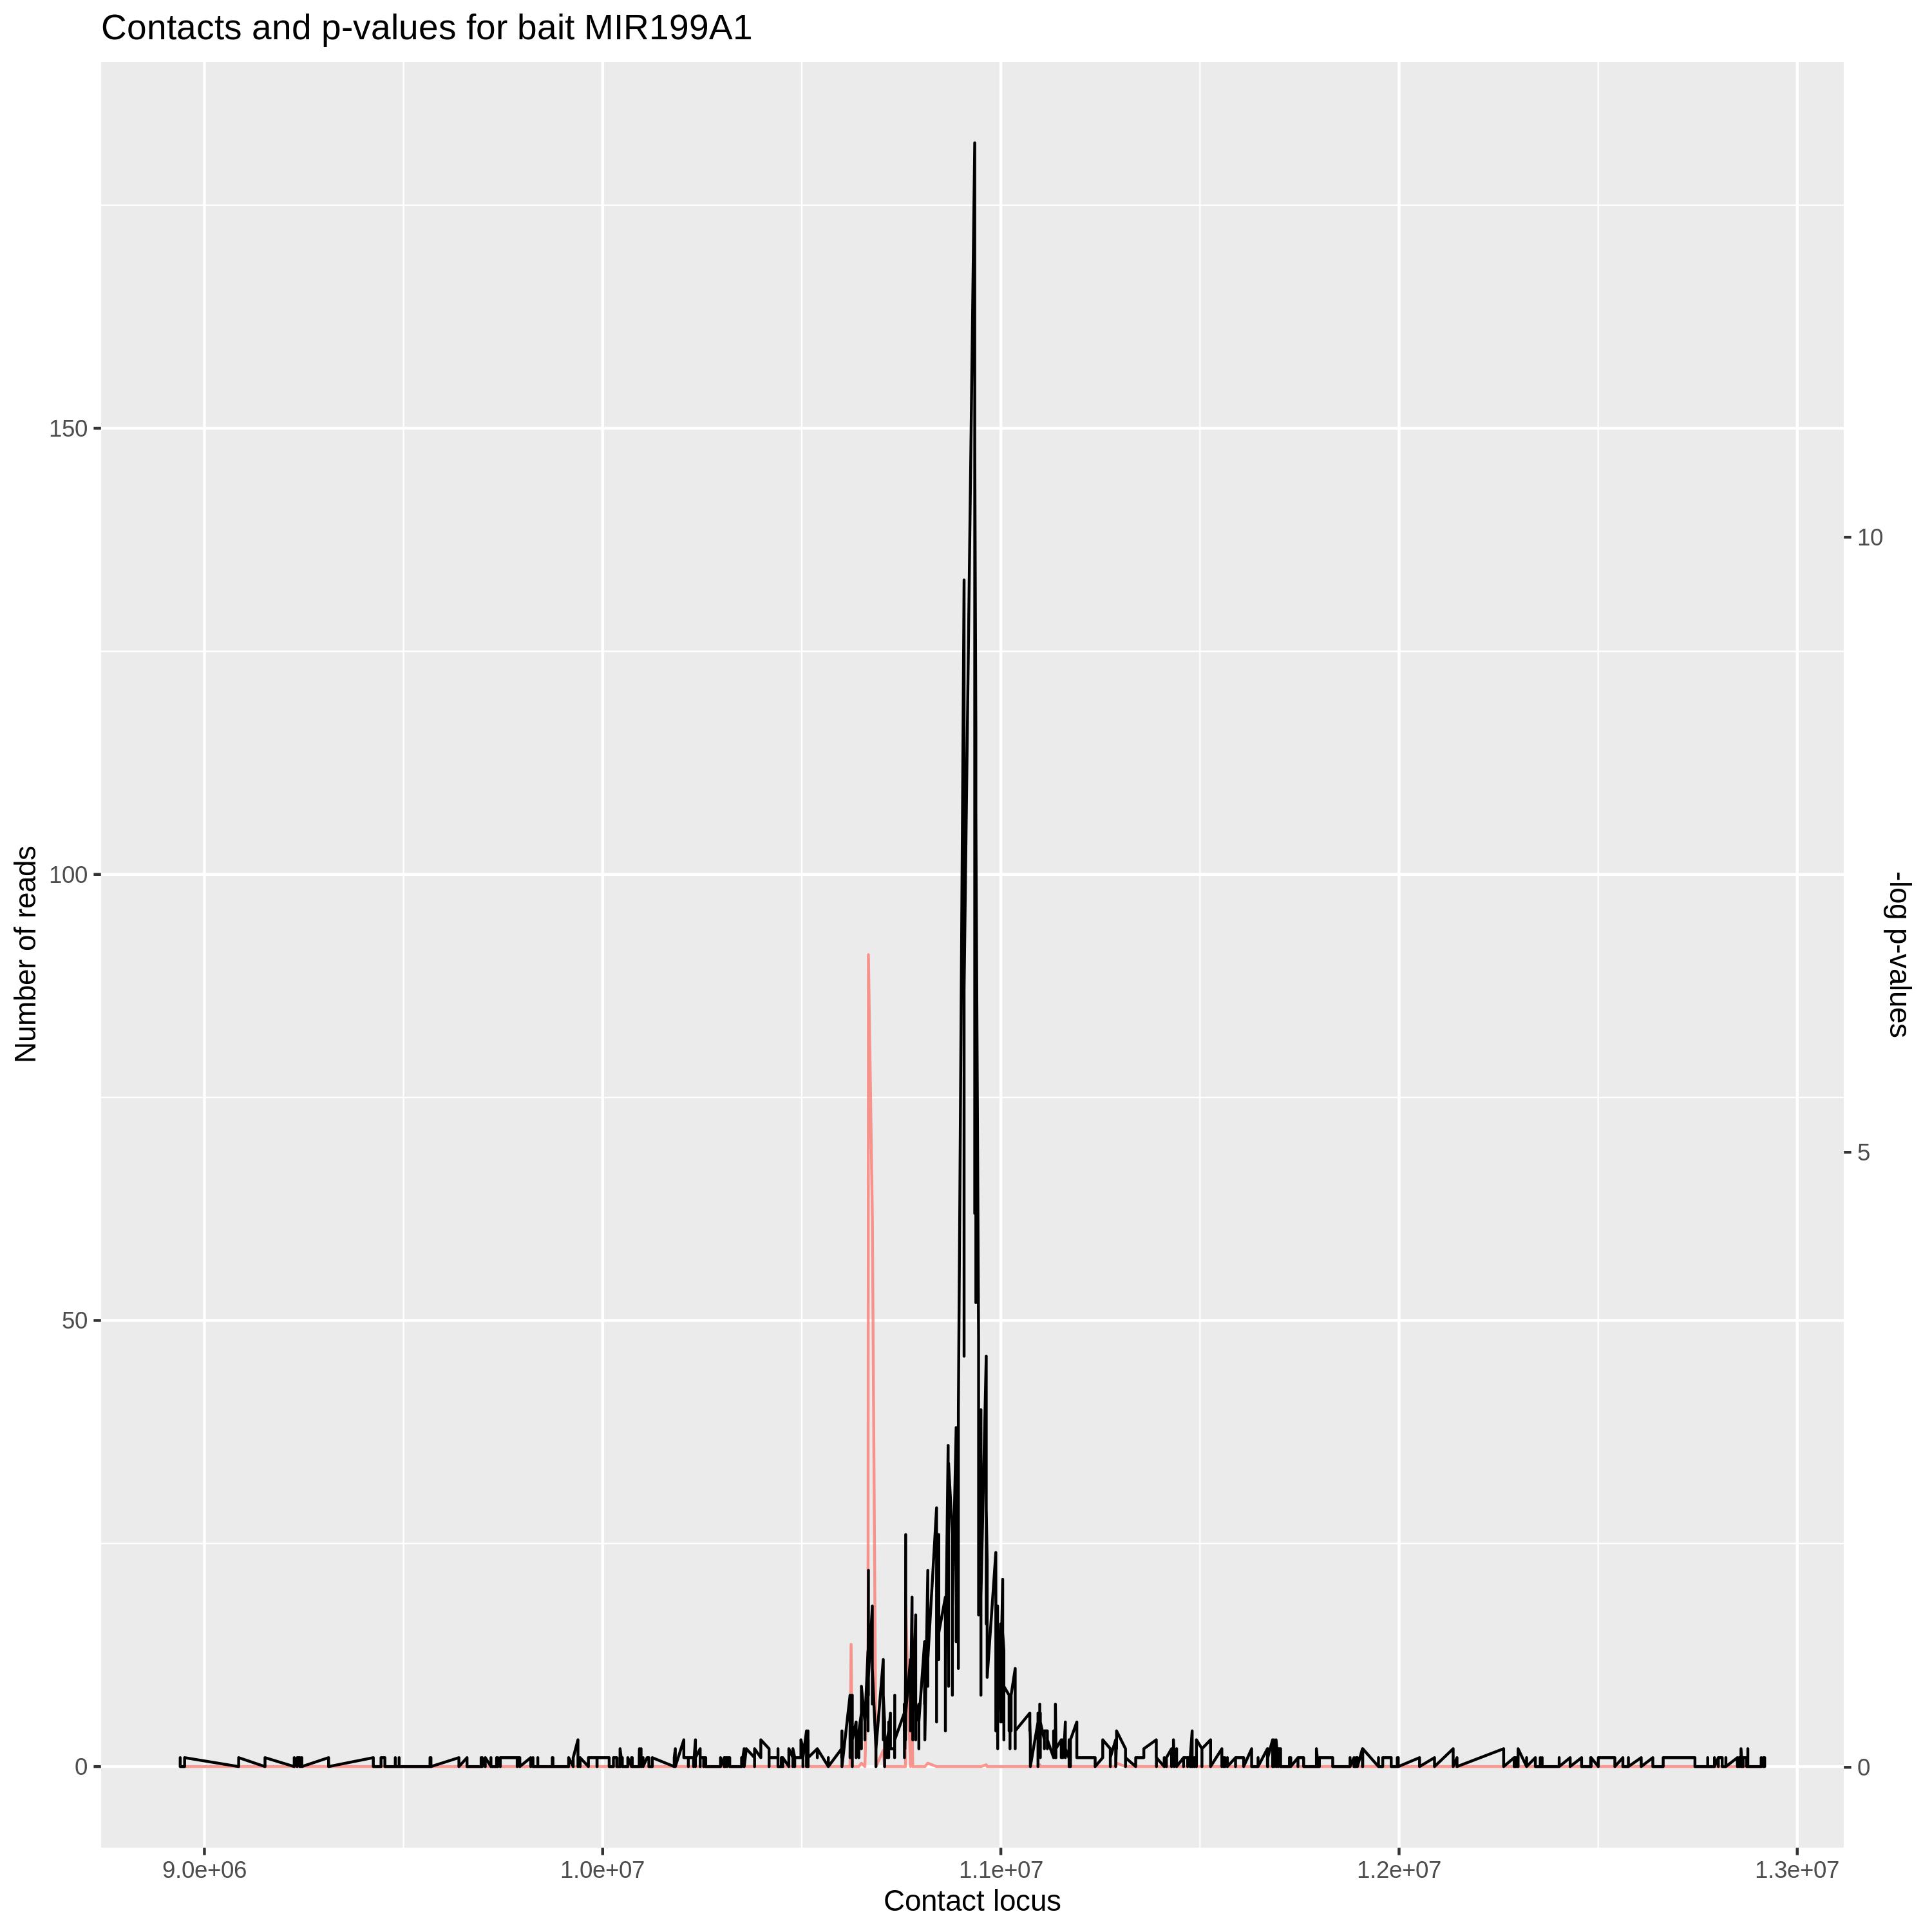 Contacts and p-values for bait MIR199A1
150
100
50
0
Number of reads
10
5
0
-log p-values
9.0e+06
1.0e+07
1.1e+07
1.2e+07
1.3e+07
Contact locus